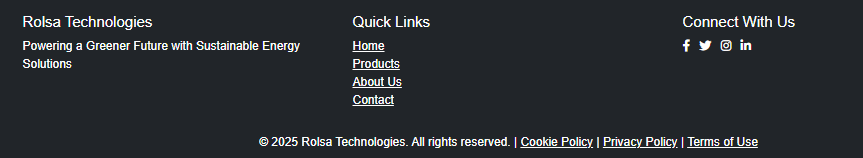 Rolsa Technologies
Powering a Greener Future with Sustainable Energy
Solutions
Quick Links
Home
Products
About Us
Contact
Connect With Us
© 2025 Rolsa Technologies. All rights reserved. | Cookie Policy | Privacy Policy | Terms of Use